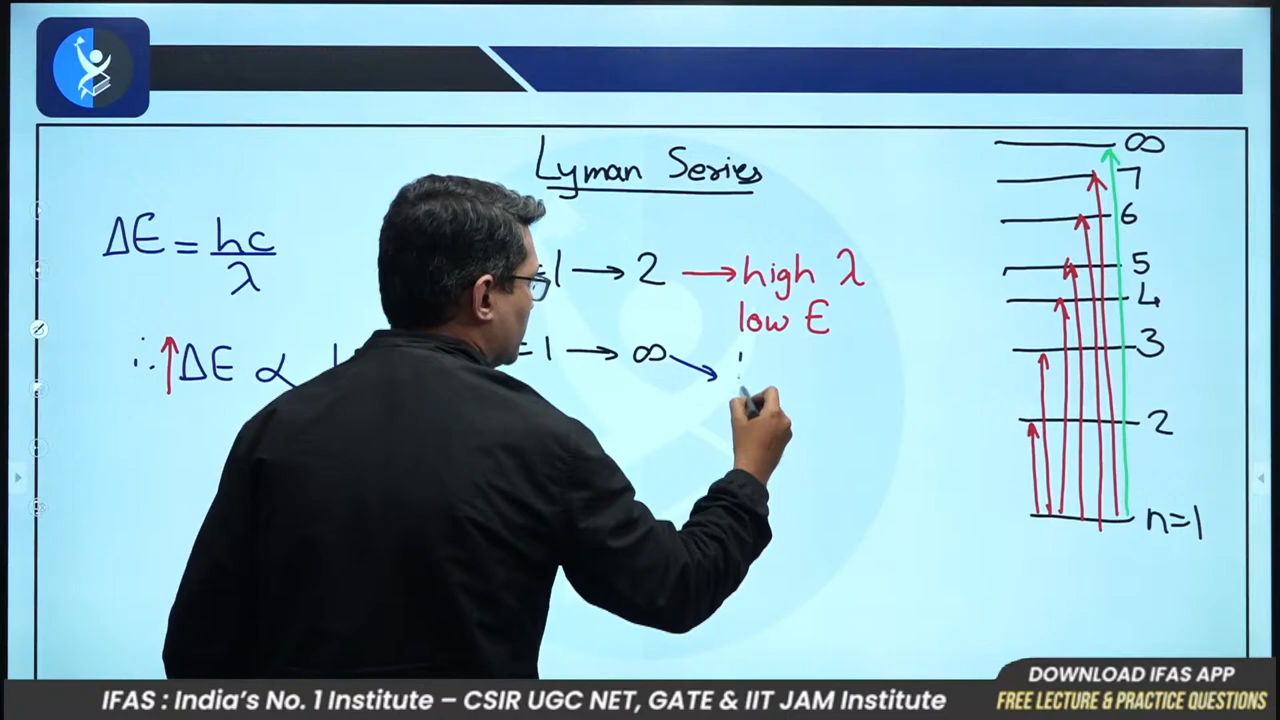 Lyman Series
ΔE = hc/λ
=1 → 2 → high λ
low E
∴ ↑ΔE ∝
=1 → ∞
∞
7
6
5
4
3
2
n=1
DOWNLOAD IFAS APP
FREE LECTURE & PRACTICE QUESTIONS
IFAS : India's No. 1 Institute – CSIR UGC NET, GATE & IIT JAM Institute